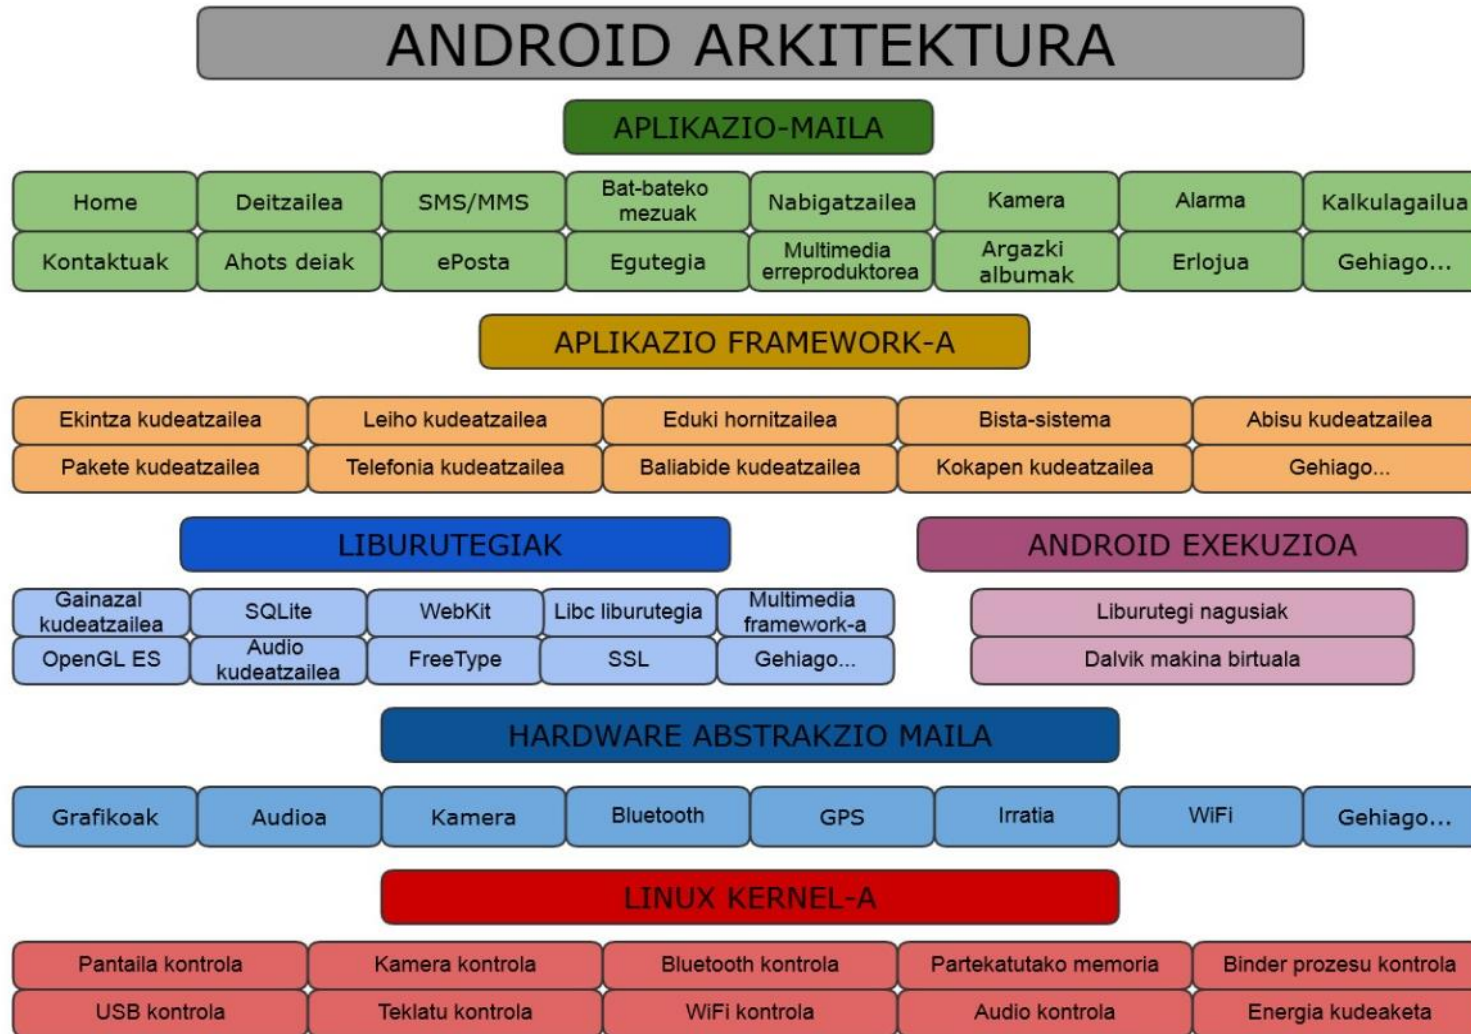 ANDROID ARKITEKTURA
APLIKAZIO-MAILA
Home
Deitzailea
SMS/MMS
Bat-bateko
mezuak
Nabigatzailea
Kamera
Alarma
Kalkulagailua
Kontaktuak
Ahots deiak
ePosta
Egutegia
Multimedia
erreproduktorea
Argazki
albumak
Erlojua
Gehiago...
APLIKAZIO FRAMEWORK-A
Ekintza kudeatzailea
Leiho kudeatzailea
Eduki hornitzailea
Bista-sistema
Abisu kudeatzailea
Pakete kudeatzailea
Telefonia kudeatzailea
Baliabide kudeatzailea
Kokapen kudeatzailea
Gehiago...
LIBURUTEGIAK
Gainazal
kudeatzailea
SQLite
WebKit
Libc liburutegia
Multimedia
framework-a
OpenGL ES
Audio
kudeatzailea
FreeType
SSL
Gehiago...
ANDROID EXEKUZIOA
Liburutegi nagusiak
Dalvik makina birtuala
HARDWARE ABSTRAKZIO MAILA
Grafikoak
Audioa
Kamera
Bluetooth
GPS
Irratia
WiFi
Gehiago...
LINUX KERNEL-A
Pantaila kontrola
Kamera kontrola
Bluetooth kontrola
Partekatutako memoria
Binder prozesu kontrola
USB kontrola
Teklatu kontrola
WiFi kontrola
Audio kontrola
Energia kudeaketa